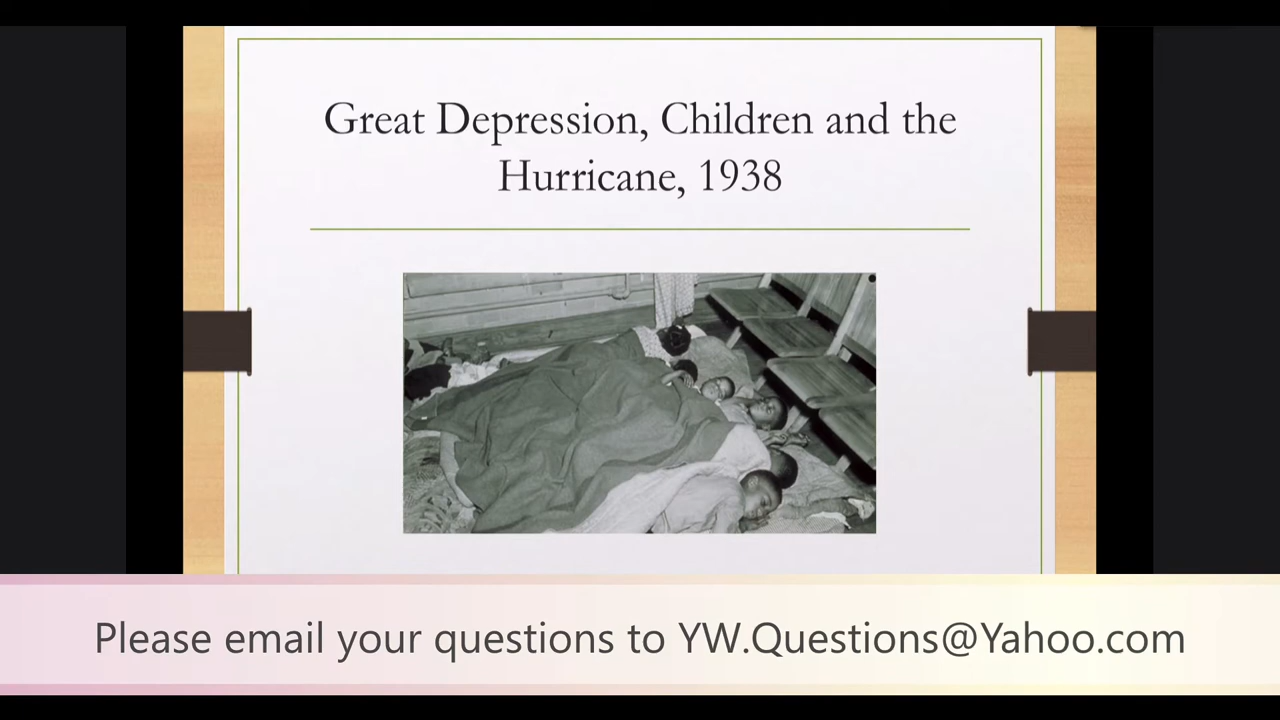 Great Depression, Children and the
Hurricane, 1938
Please email your questions to YW.Questions@Yahoo.com